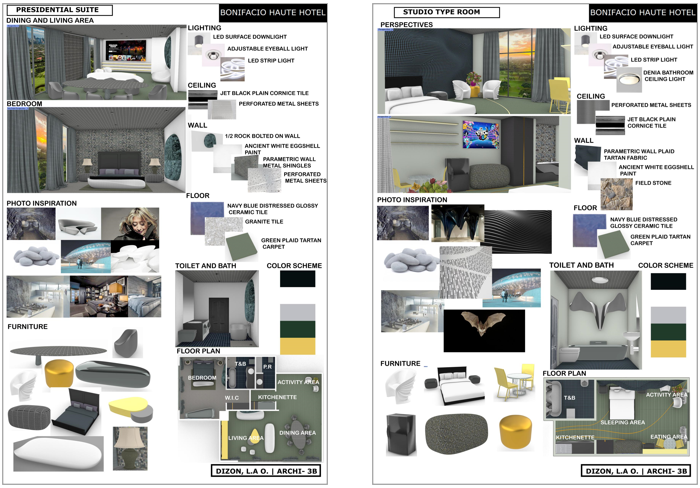 PRESIDENTIAL SUITE
BONIFACIO HAUTE HOTEL
DINING AND LIVING AREA
LIGHTING
LED SURFACE DOWNLIGHT
ADJUSTABLE EYEBALL LIGHT
LED STRIP LIGHT
CEILING
JET BLACK PLAIN CORNICE TILE
PERFORATED METAL SHEETS
BEDROOM
WALL
1/2 ROCK BOLTED ON WALL
ANCIENT WHITE EGGSHELL
PAINT
PARAMETRIC WALL
METAL SHINGLES
PERFORATED
METAL SHEETS
FLOOR
NAVY BLUE DISTRESSED GLOSSY
CERAMIC TILE
GRANITE TILE
GREEN PLAID TARTAN
CARPET
PHOTO INSPIRATION
TOILET AND BATH
COLOR SCHEME
FURNITURE
FLOOR PLAN
T&B
P.R
BEDROOM
ACTIVITY AREA
W.I.C
KITCHENETTE
LIVING AREA
DINING AREA
DIZON, L.A O. | ARCHI- 3B
STUDIO TYPE ROOM
BONIFACIO HAUTE HOTEL
PERSPECTIVES
LIGHTING
LED SURFACE DOWNLIGHT
ADJUSTABLE EYEBALL LIGHT
LED STRIP LIGHT
DENIA BATHROOM
CEILING LIGHT
CEILING
PERFORATED METAL SHEETS
JET BLACK PLAIN
CORNICE TILE
WALL
PARAMETRIC WALL PLAID
TARTAN FABRIC
ANCIENT WHITE EGGSHELL
PAINT
FIELD STONE
FLOOR
NAVY BLUE DISTRESSED
GLOSSY CERAMIC TILE
GREEN PLAID TARTAN
CARPET
PHOTO INSPIRATION
TOILET AND BATH
COLOR SCHEME
FURNITURE
FLOOR PLAN
T&B
ACTIVITY AREA
SLEEPING AREA
KITCHENETTE
EATING AREA
DIZON, L.A O. | ARCHI- 3B